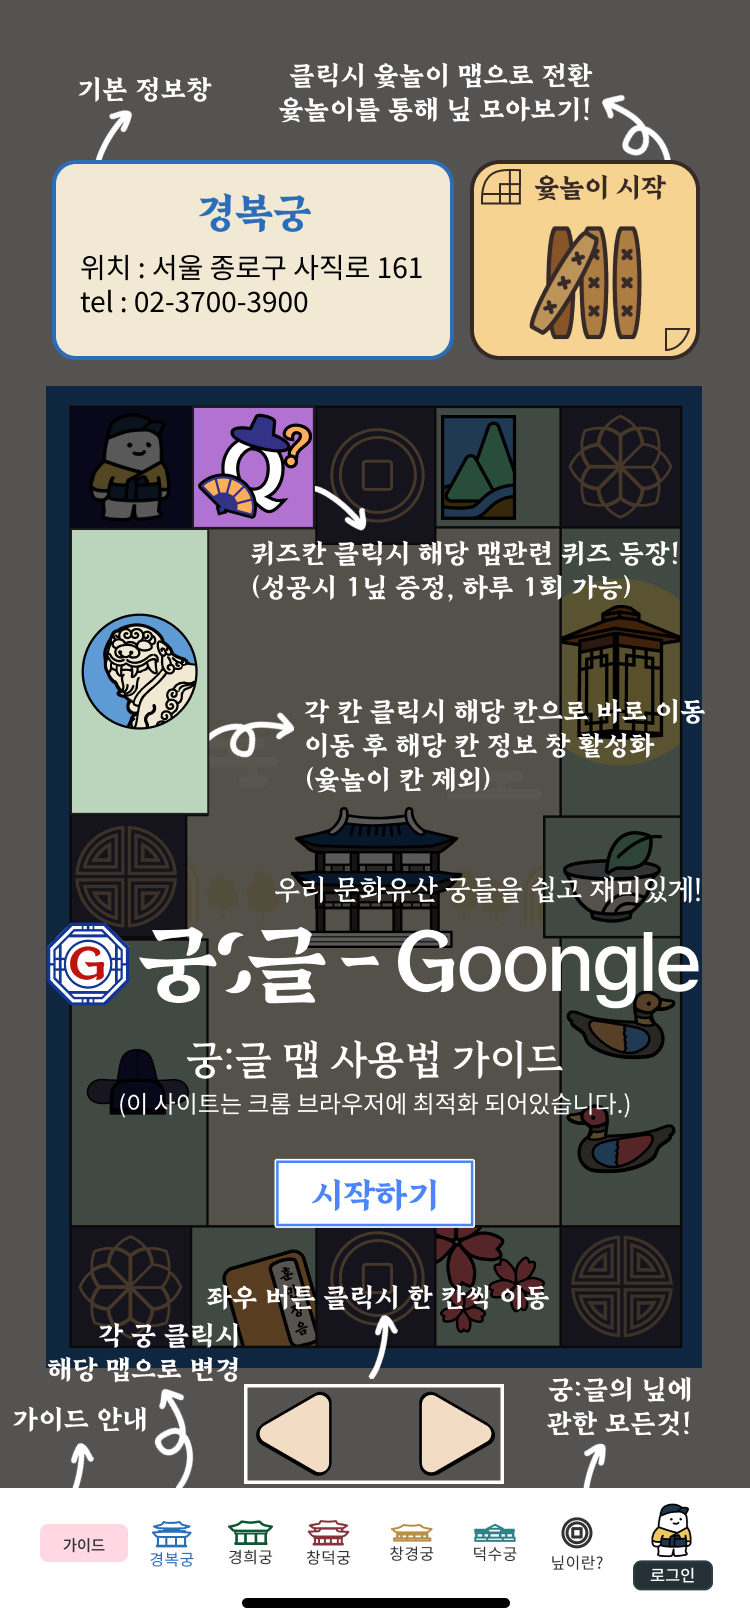 기본 정보창
클릭시 윷놀이 맵으로 전환
윷놀이를 통해 닢 모아보기!
경복궁
위치 : 서울 종로구 사직로 161
tel : 02-3700-3900
윷놀이 시작
Q?
퀴즈칸 클릭시 해당 맵관련 퀴즈 등장!
(성공시 1닢 증정, 하루 1회 가능)
각 칸 클릭시 해당 칸으로 바로 이동
이동 후 해당 칸 정보 창 활성화
(윷놀이 칸 제외)
우리 문화유산 궁들을 쉽고 재미있게!
G 궁:글 - Goongle
궁:글 맵 사용법 가이드
(이 사이트는 크롬 브라우저에 최적화 되어있습니다.)
시작하기
좌우 버튼 클릭시 한 칸씩 이동
각 궁 클릭시
해당 맵으로 변경
가이드 안내
궁:글의 닢에
관한 모든것!
가이드
경복궁
경희궁
창덕궁
창경궁
덕수궁
닢이란?
로그인